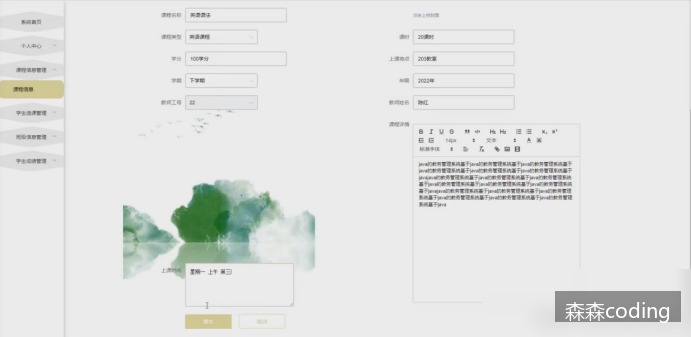 系统首页
个人中心
课程信息管理
课程信息
学生选课管理
班级信息管理
学生成绩管理
课程名称 英语语法
课程类型 英语课程
学分 100学分
学期 下学期
教师工号 02
上课时间 星期一 上午 第三
提交
取消
点击上传封面
课时 20课时
上课地点 203教室
年期 2022年
教师姓名 陈红
课程详情
B I U S H1 H2 X2 X2
14px 文本 A
标准字体
java的教务管理系统基于java的教务管理系统基于java的教务管理系统基于java
的教务管理系统基于java的教务管理系统基于java的教务管理系统基于
javajava的教务管理系统基于java的教务管理系统基于java的教务管理系统
基于java的教务管理系统基于java的教务管理系统基于java的教务管理系统
基于javajava的教务管理系统基于java的教务管理系统基于java的教务管理
系统基于java的教务管理系统基于java的教务管理系统基于java的教务管理
系统基于java
森森coding